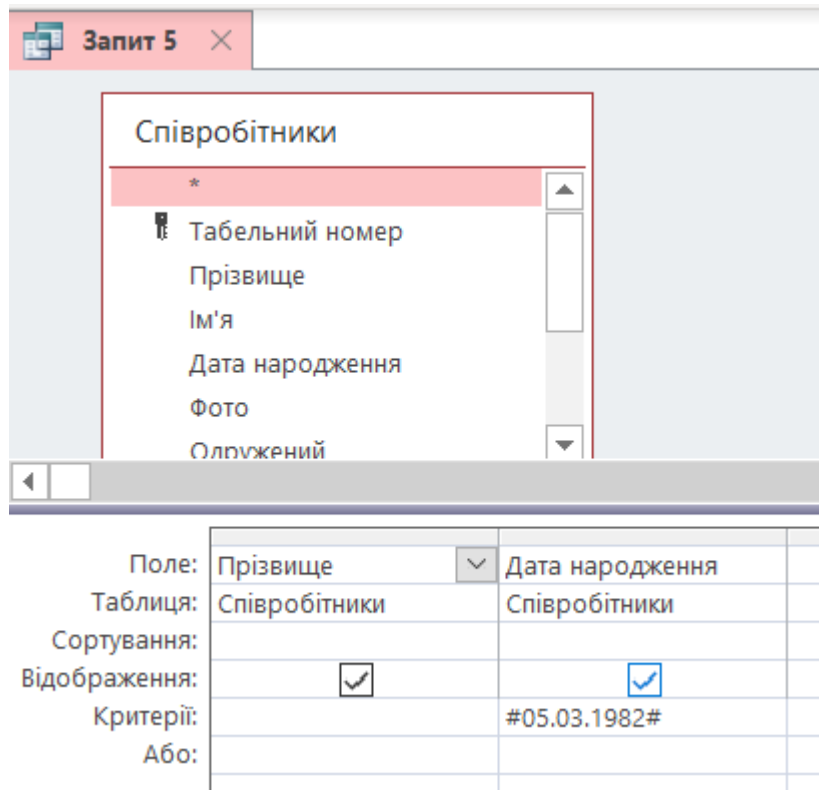 Запит 5
Співробітники
*
Табельний номер
Прізвище
Ім'я
Дата народження
Фото
Одружений
Поле: Прізвище Дата народження
Таблиця: Співробітники Співробітники
Сортування:
Відображення:
Критерії: #05.03.1982#
Або: